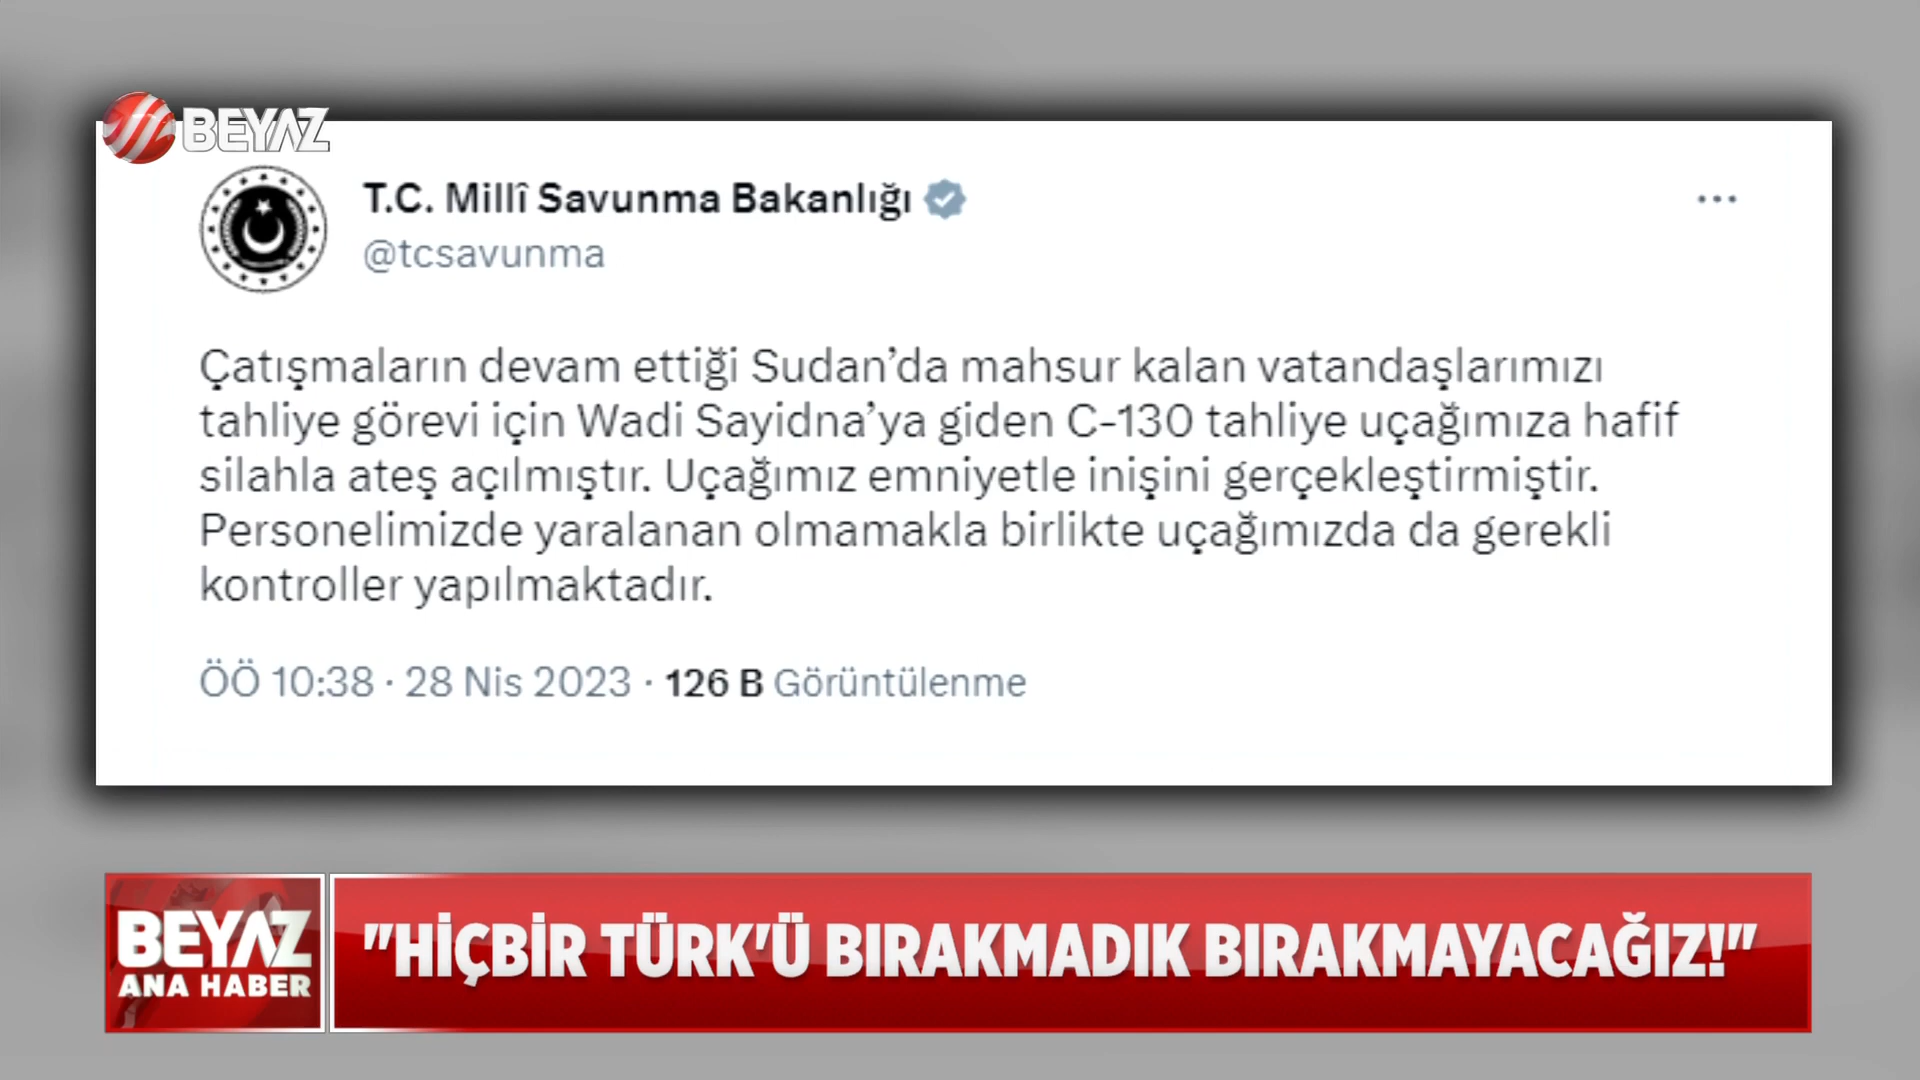 BEYAZ
T.C. Millî Savunma Bakanlığı
@tcsavunma
Çatışmaların devam ettiği Sudan’da mahsur kalan vatandaşlarımızı
tahliye görevi için Wadi Sayidna’ya giden C-130 tahliye uçağımıza hafif
silahla ateş açılmıştır. Uçağımız emniyetle inişini gerçekleştirmiştir.
Personelimizde yaralanan olmamakla birlikte uçağımızda da gerekli
kontroller yapılmaktadır.
ÖÖ 10:38 · 28 Nis 2023 · 126 B Görüntülenme
BEYAZ
ANA HABER
"HİÇBİR TÜRK'Ü BIRAKMADIK BIRAKMAYACAĞIZ!"